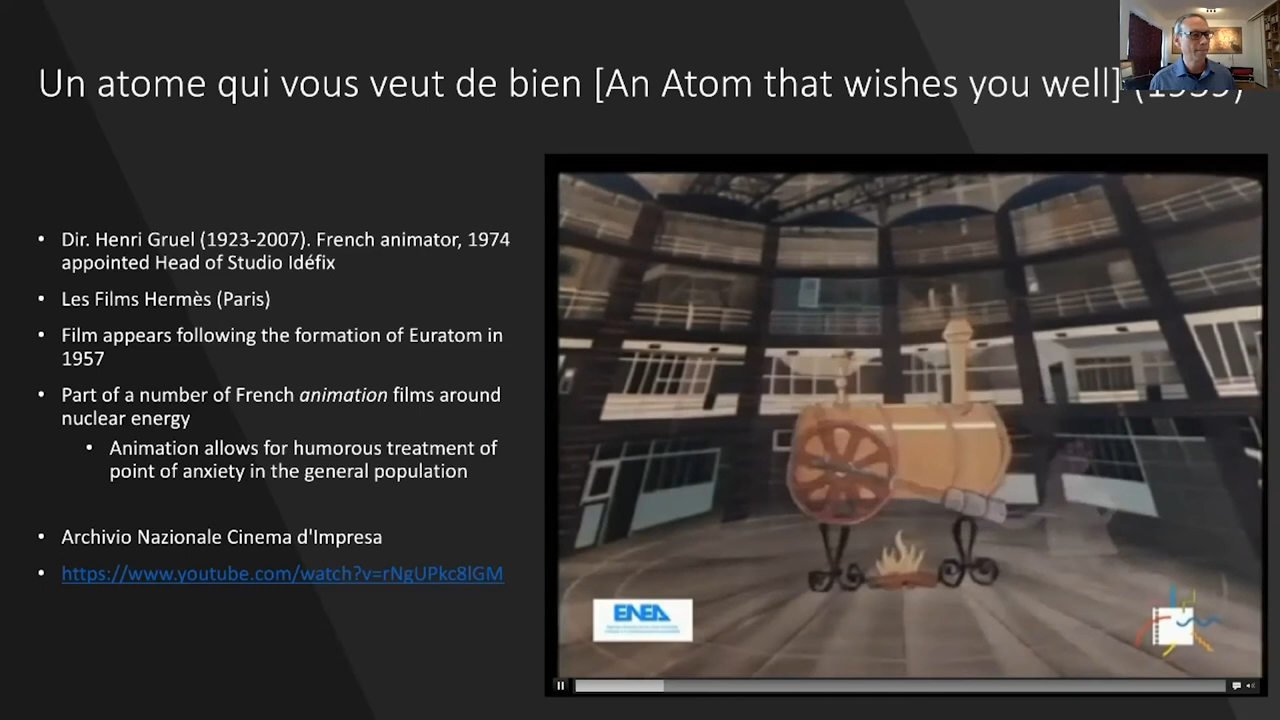 Un atome qui vous veut de bien [An Atom that wishes you well]
• Dir. Henri Gruel (1923-2007). French animator, 1974
appointed Head of Studio Idéfix
• Les Films Hermès (Paris)
• Film appears following the formation of Euratom in
1957
• Part of a number of French animation films around
nuclear energy
• Animation allows for humorous treatment of
point of anxiety in the general population
• Archivio Nazionale Cinema d'Impresa
• https://www.youtube.com/watch?v=rNgUPkc8lGM
ENEA